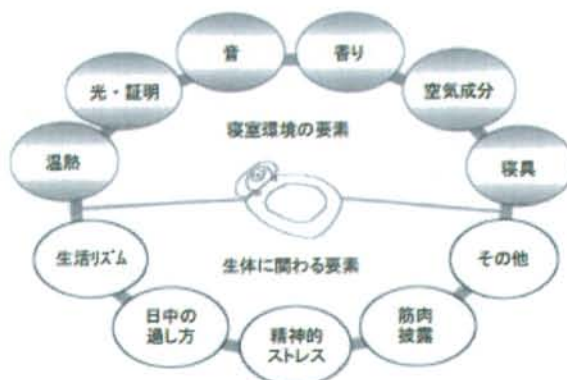 音
香り
光・証明
空気成分
寝室環境の要素
温熱
寝具
生活リズム
生体に関わる要素
その他
日中の
過し方
精神的
ストレス
筋肉
披露